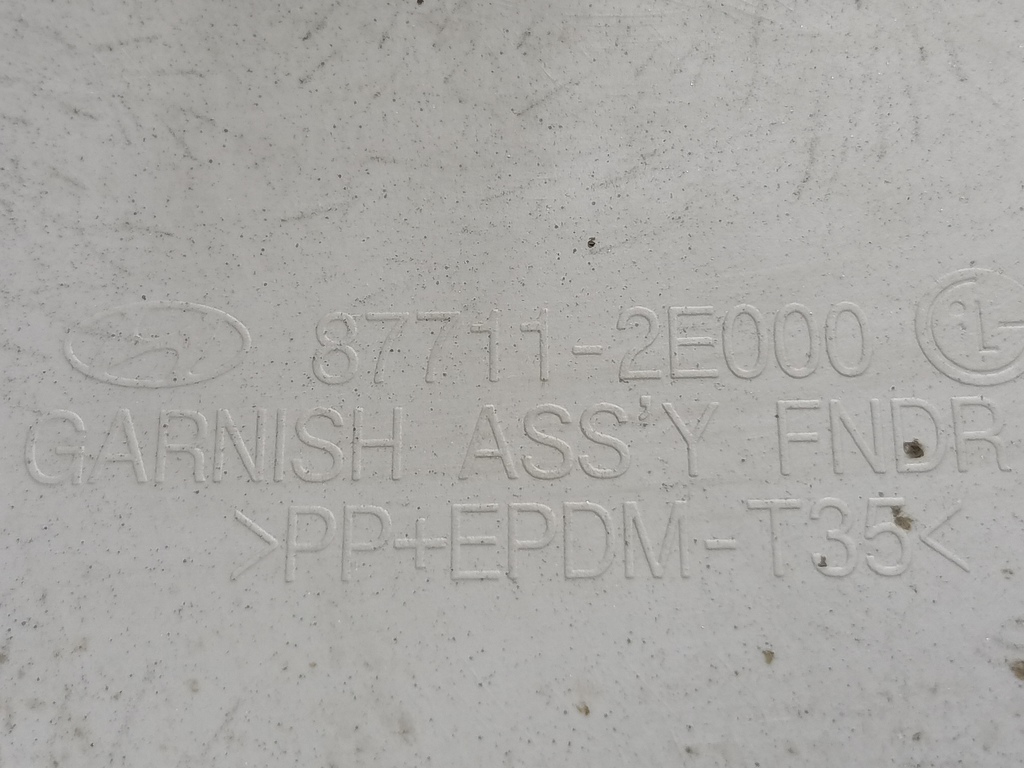 87711-2E000
GARNISH ASS'Y FNDR
>PP+EPDM-T35<